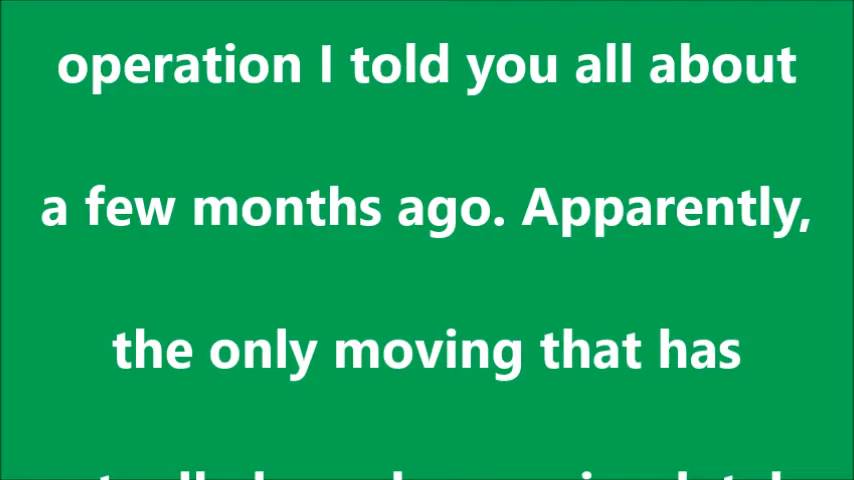 operation I told you all about
a few months ago. Apparently,
the only moving that has